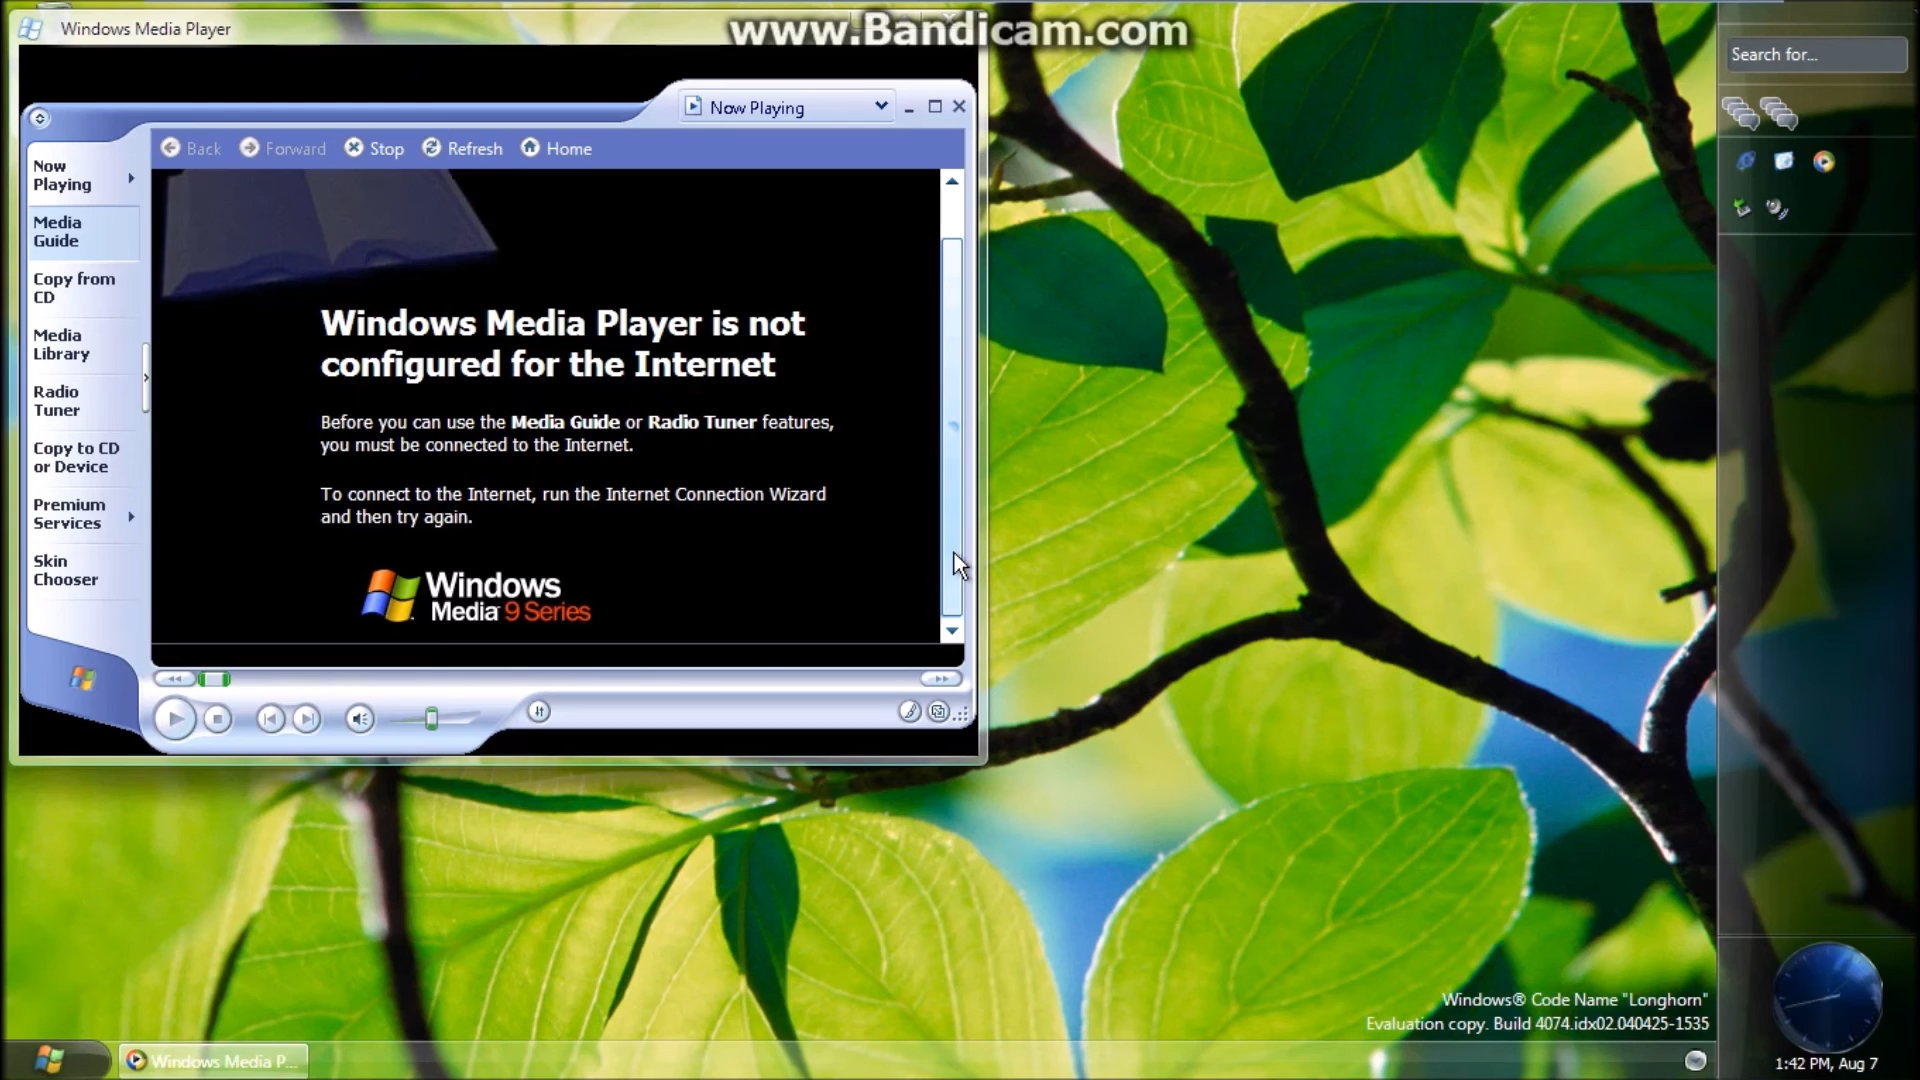 www.Bandicam.com
Windows Media Player
Search for...
Now Playing
Back Forward Stop Refresh Home
Now
Playing
Media
Guide
Copy from
CD
Media
Library
Radio
Tuner
Copy to CD
or Device
Premium
Services
Skin
Chooser
Windows Media Player is not
configured for the Internet
Before you can use the Media Guide or Radio Tuner features,
you must be connected to the Internet.
To connect to the Internet, run the Internet Connection Wizard
and then try again.
Windows
Media 9 Series
Windows® Code Name "Longhorn"
Evaluation copy. Build 4074.idx02.040425-1535
Windows Media P...
1:42 PM, Aug 7